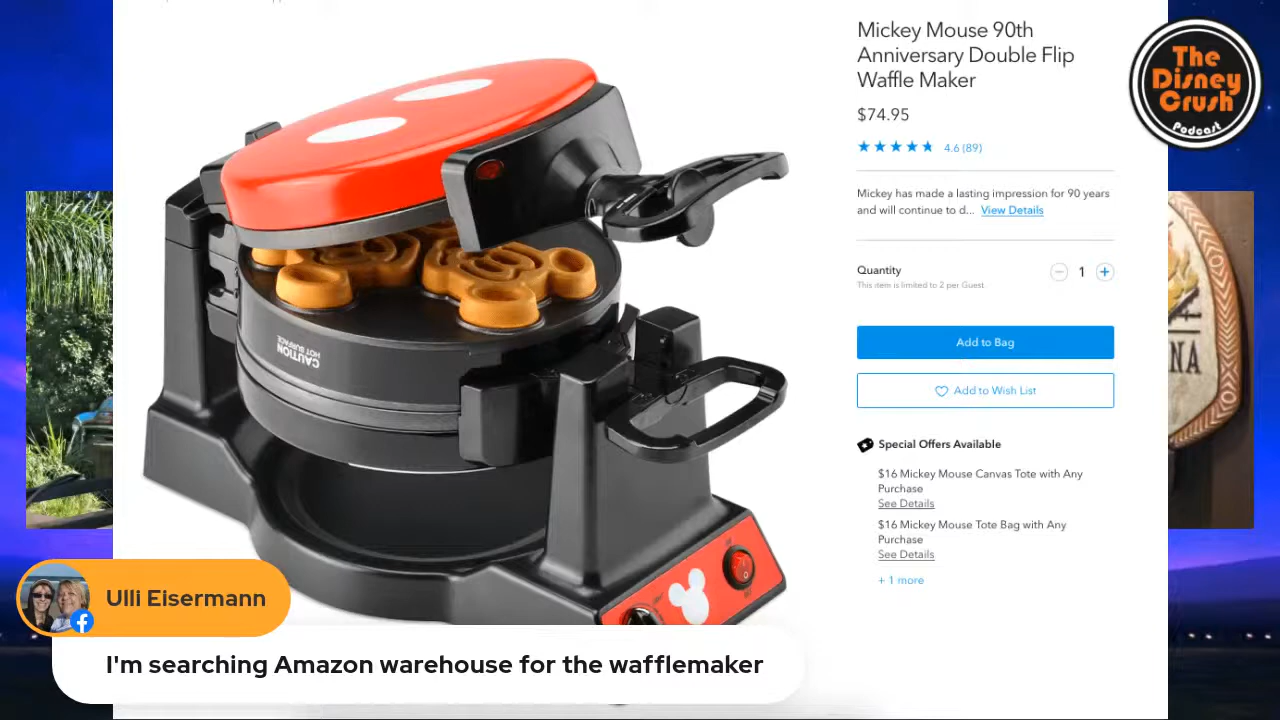 Mickey Mouse 90th
Anniversary Double Flip
Waffle Maker
$74.95
4.6 (89)
Mickey has made a lasting impression for 90 years
and will continue to d... View Details
Quantity
1
This item is limited to 2 per Guest.
Add to Bag
Add to Wish List
Special Offers Available
$16 Mickey Mouse Canvas Tote with Any
Purchase
See Details
$16 Mickey Mouse Tote Bag with Any
Purchase
See Details
+ 1 more
The
Disney
Crush
Podcast
CAUTION
HOT SURFACE
NA
Ulli Eisermann
I'm searching Amazon warehouse for the wafflemaker